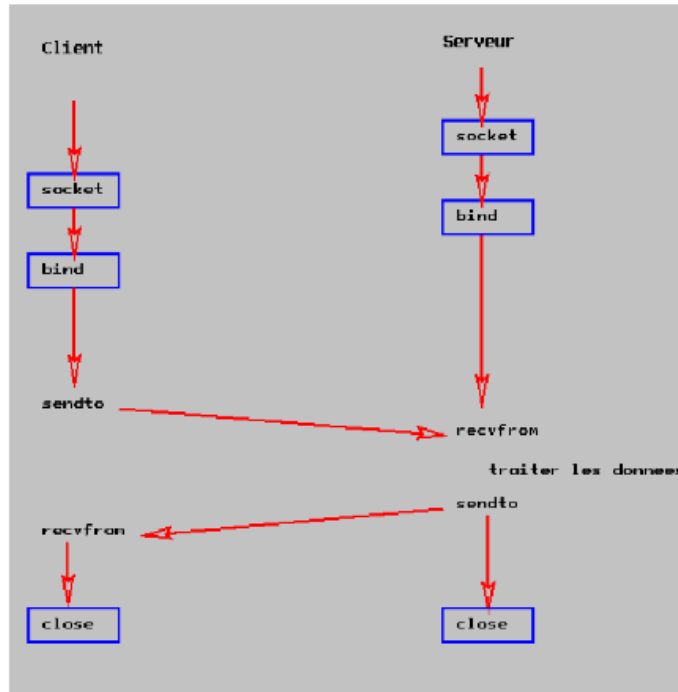 Client
Serveur
socket
socket
bind
bind
sendto
recvfrom
traiter les donnees
sendto
recvfrom
close
close